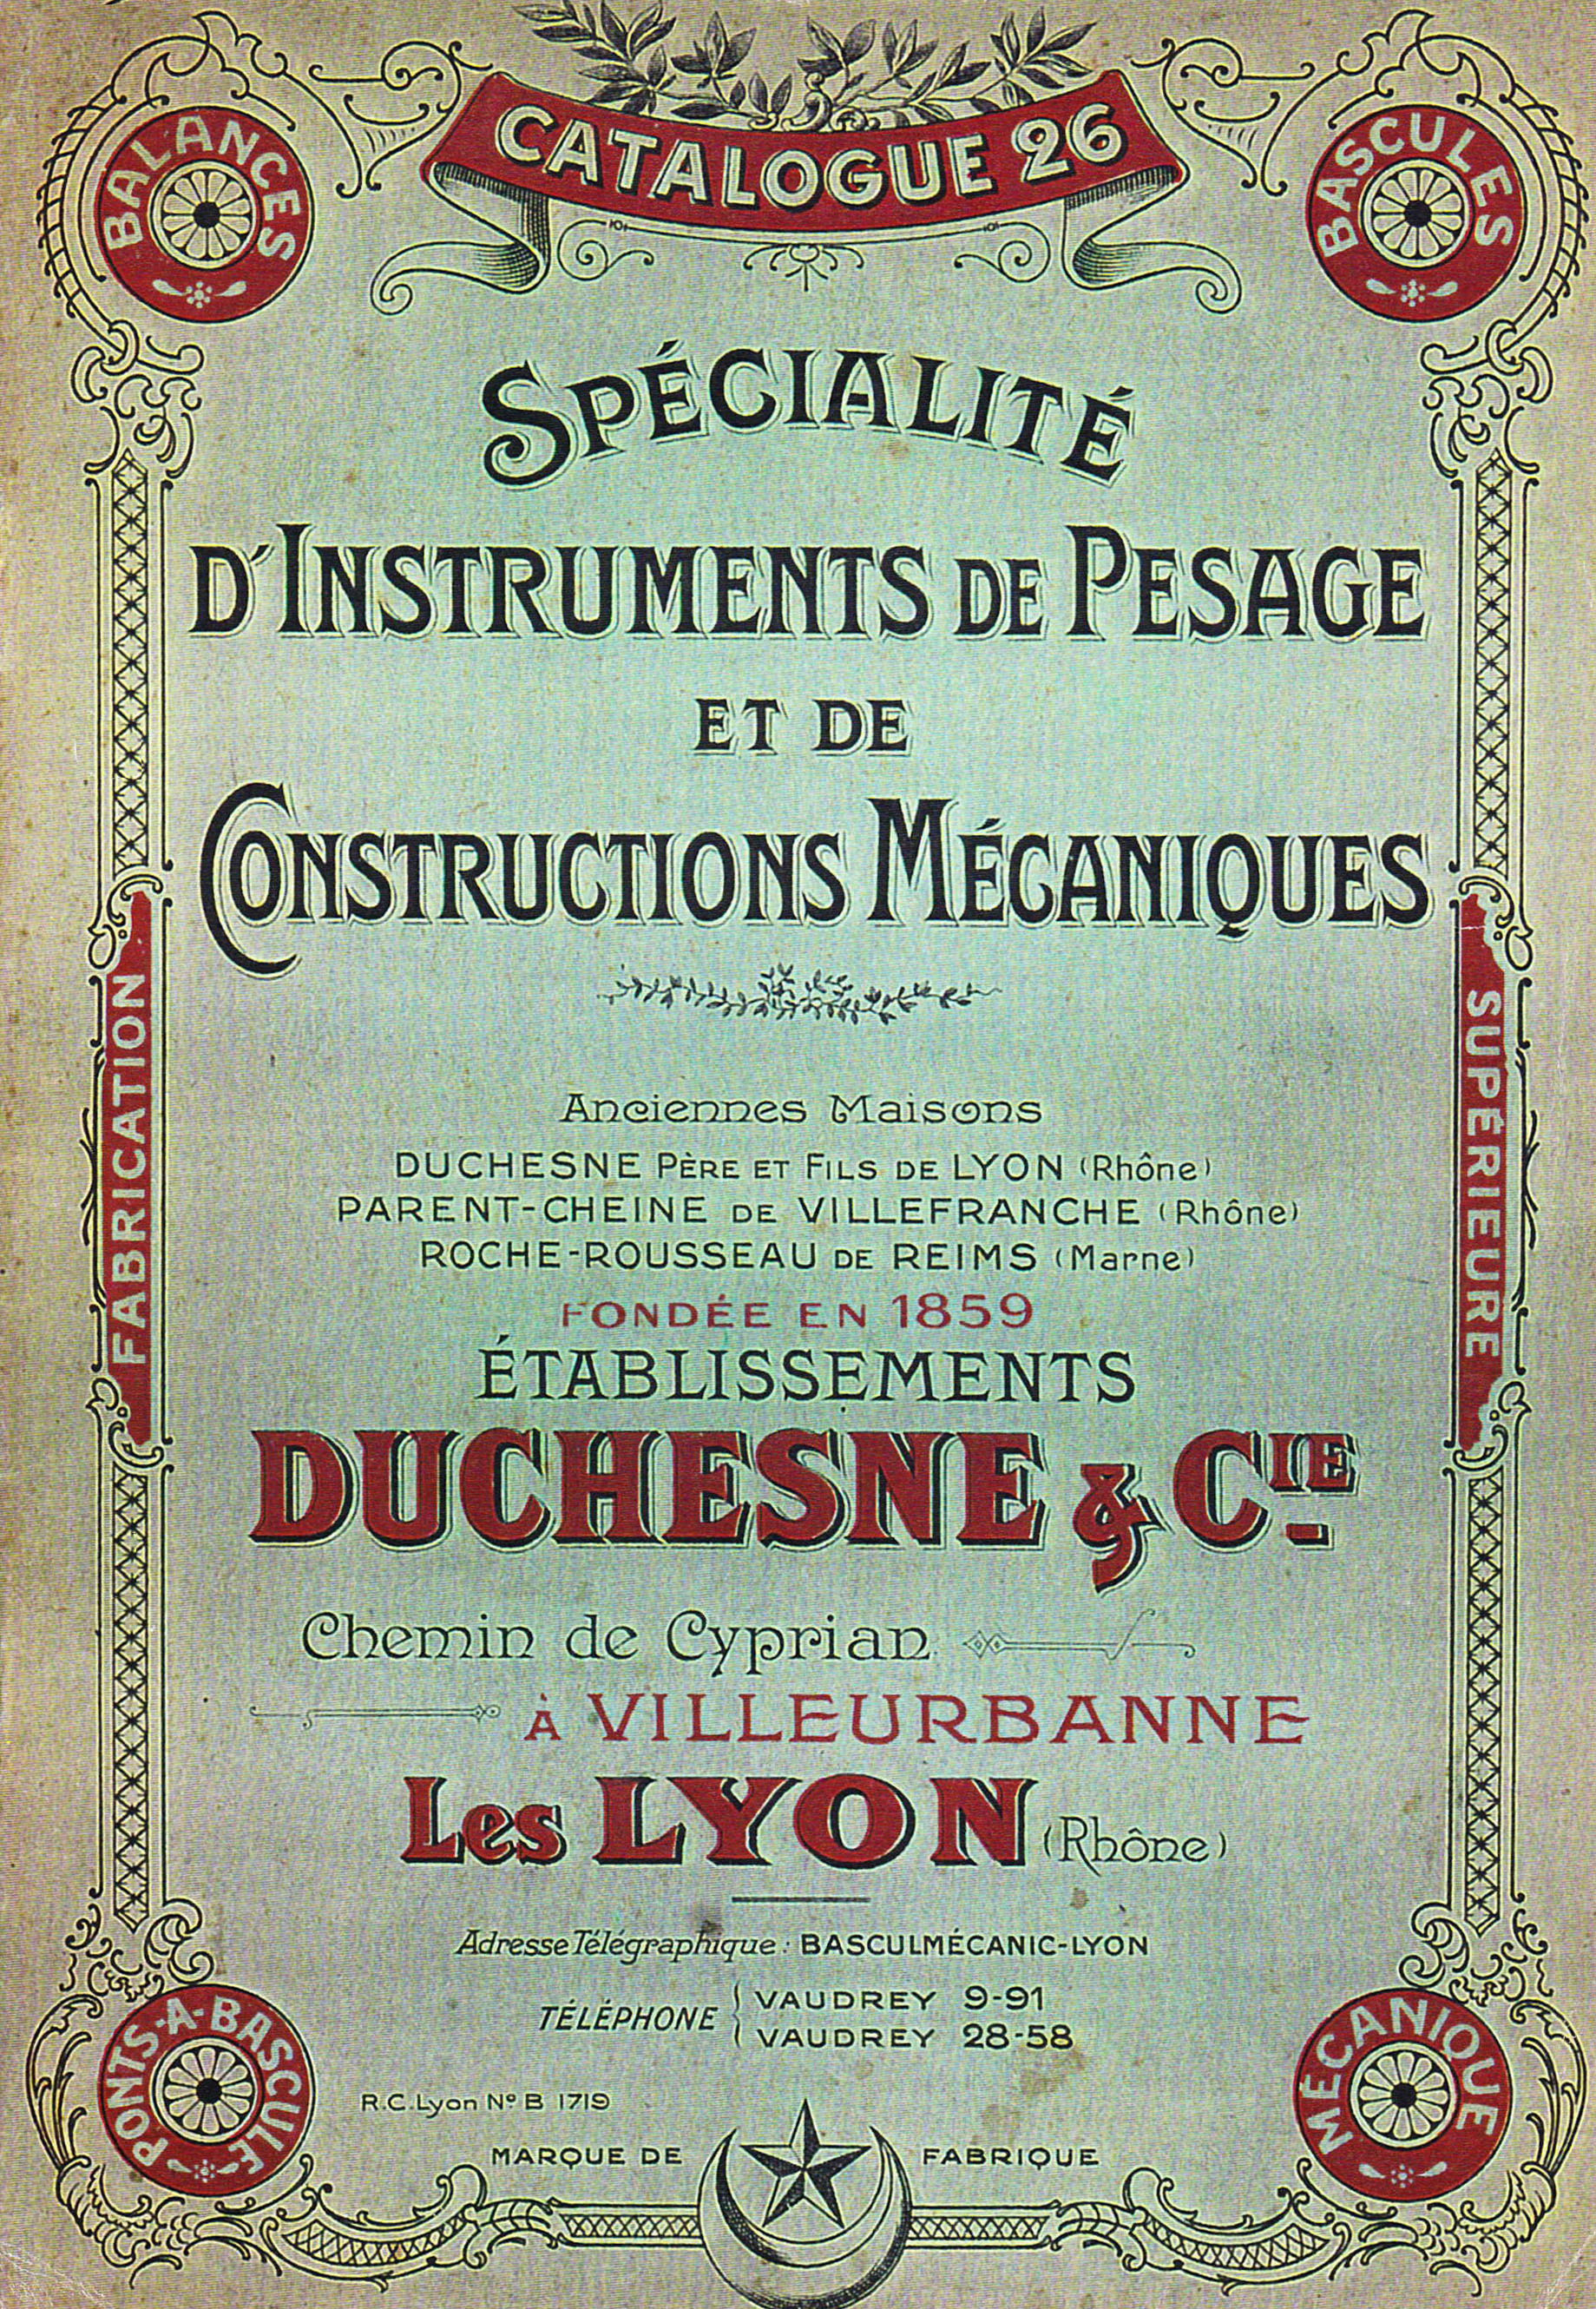 CATALOGUE 26
BALANCES
BASCULES
SPÉCIALITÉ
D'INSTRUMENTS DE PESAGE
ET DE
CONSTRUCTIONS MÉCANIQUES
FABRICATION
SUPÉRIEURE
Anciennes Maisons
DUCHESNE PÈRE ET FILS DE LYON (Rhône)
PARENT-CHEINE DE VILLEFRANCHE (Rhône)
ROCHE-ROUSSEAU DE REIMS (Marne)
FONDÉE EN 1859
ÉTABLISSEMENTS
DUCHESNE & CIE
Chemin de Cyprian
À VILLEURBANNE
Les LYON (Rhône)
Adresse Télégraphique : BASCULMÉCANIC-LYON
TÉLÉPHONE { VAUDREY 9-91
VAUDREY 28-58
R.C. Lyon Nº B 1719
MARQUE DE FABRIQUE
PONTS-A-BASCULE
MÉCANIQUE